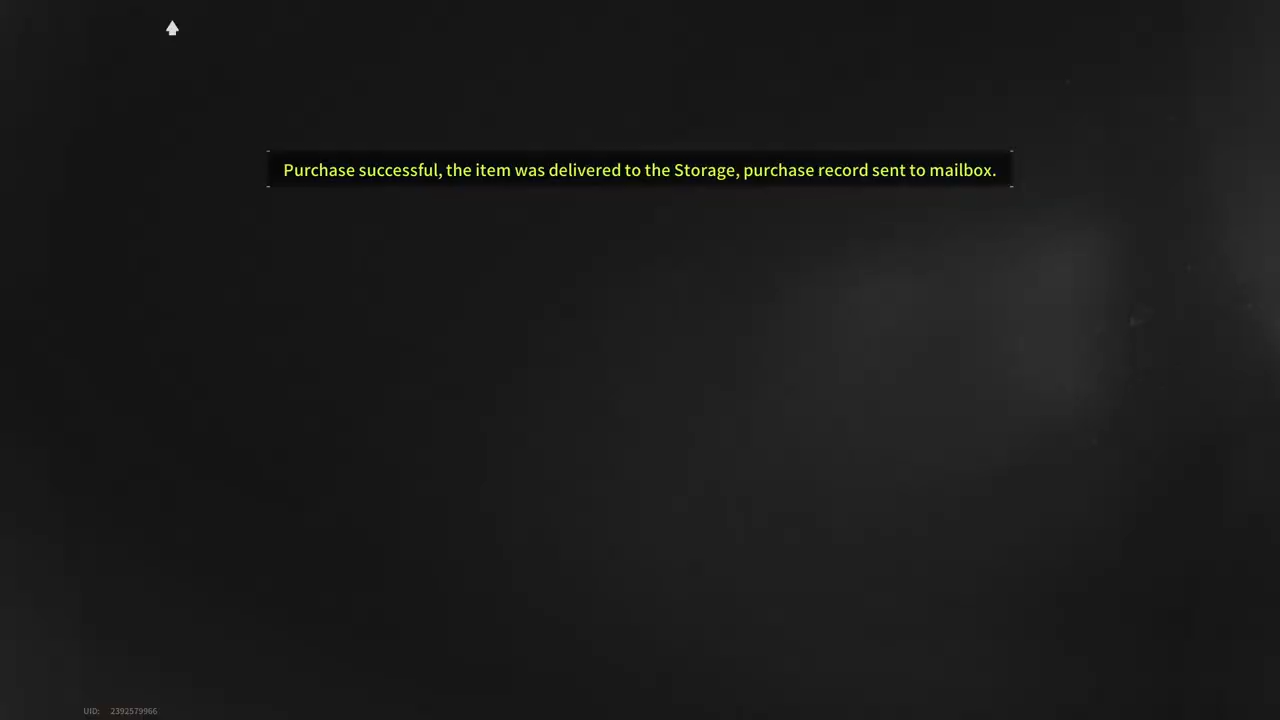 Purchase successful, the item was delivered to the Storage, purchase record sent to mailbox.
UID: 2392579966